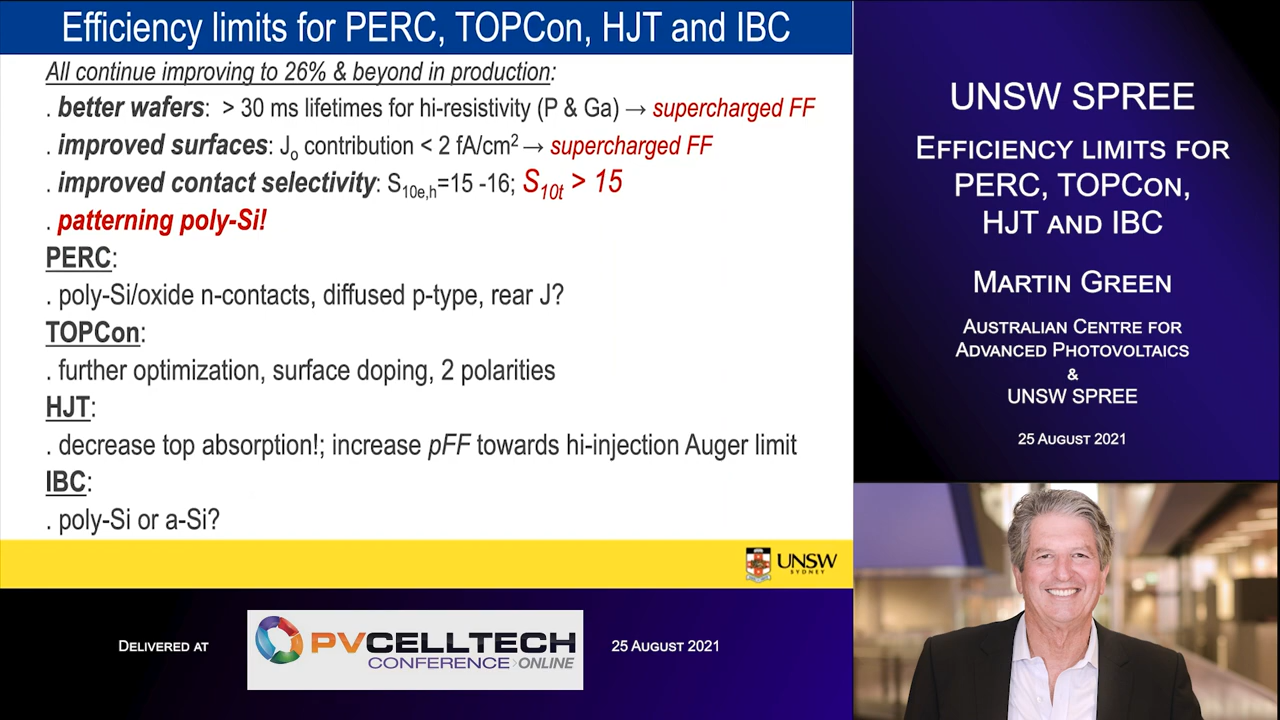 Efficiency limits for PERC, TOPCon, HJT and IBC
All continue improving to 26% & beyond in production:
. better wafers: > 30 ms lifetimes for hi-resistivity (P & Ga) → supercharged FF
. improved surfaces: Jo contribution < 2 fA/cm² → supercharged FF
. improved contact selectivity: S10e,h=15 -16; S10t > 15
. patterning poly-Si!
PERC:
. poly-Si/oxide n-contacts, diffused p-type, rear J?
TOPCon:
. further optimization, surface doping, 2 polarities
HJT:
. decrease top absorption!; increase pFF towards hi-injection Auger limit
IBC:
. poly-Si or a-Si?
UNSW
SYDNEY
DELIVERED AT
PVCELLTECH
CONFERENCE>ONLINE
25 AUGUST 2021
UNSW SPREE
EFFICIENCY LIMITS FOR
PERC, TOPCON,
HJT AND IBC
MARTIN GREEN
AUSTRALIAN CENTRE FOR
ADVANCED PHOTOVOLTAICS
&
UNSW SPREE
25 AUGUST 2021